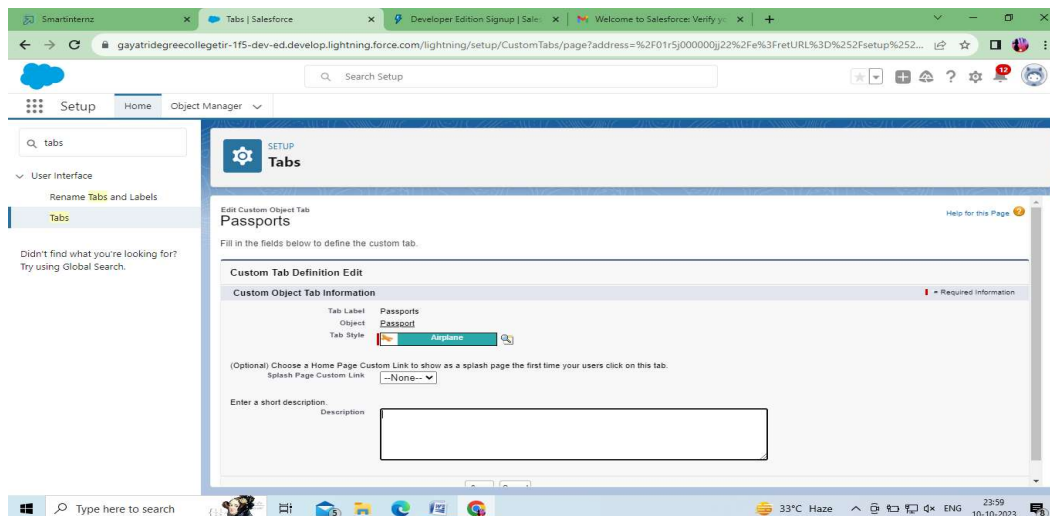 Smartinternz
Tabs | Salesforce
Developer Edition Signup | Sale
Welcome to Salesforce: Verify yo
gayatridegreecollegetir-1f5-dev-ed.develop.lightning.force.com/lightning/setup/CustomTabs/page?address=%2F01r5j000000jj22%2Fe%3FretURL%3D%252Fsetup%252...
Search Setup
12
Setup Home Object Manager
tabs
User Interface
Rename Tabs and Labels
Tabs
Didn't find what you're looking for?
Try using Global Search.
SETUP
Tabs
Edit Custom Object Tab
Passports
Help for this Page
Fill in the fields below to define the custom tab.
Custom Tab Definition Edit
Custom Object Tab Information
= Required Information
Tab Label Passports
Object Passport
Tab Style Airplane
(Optional) Choose a Home Page Custom Link to show as a splash page the first time your users click on this tab.
Splash Page Custom Link --None--
Enter a short description.
Description
Type here to search
5
33°C Haze
ENG
23:59
10-10-2023
8